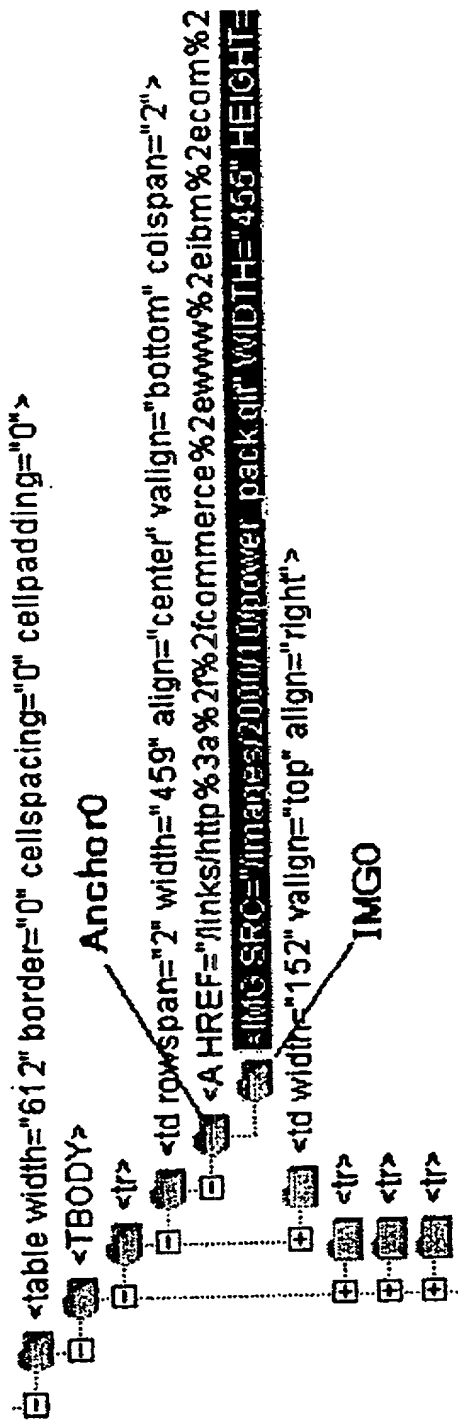 <table width="612" border="0" cellspacing="0" cellpadding="0">
<TBODY>
<tr>
<td rowspan="2" width="459" align="center" valign="bottom" colspan="2">
Anchor0
<A HREF="/links/http%3a%2f%2fcommerce%2ewww%2eibm%2ecom%2
<IMG SRC="/images/2000/10/power_pack.gif" WIDTH="455" HEIGHT=
<td width="152" valign="top" align="right">
IMG0
<tr>
<tr>
<tr>